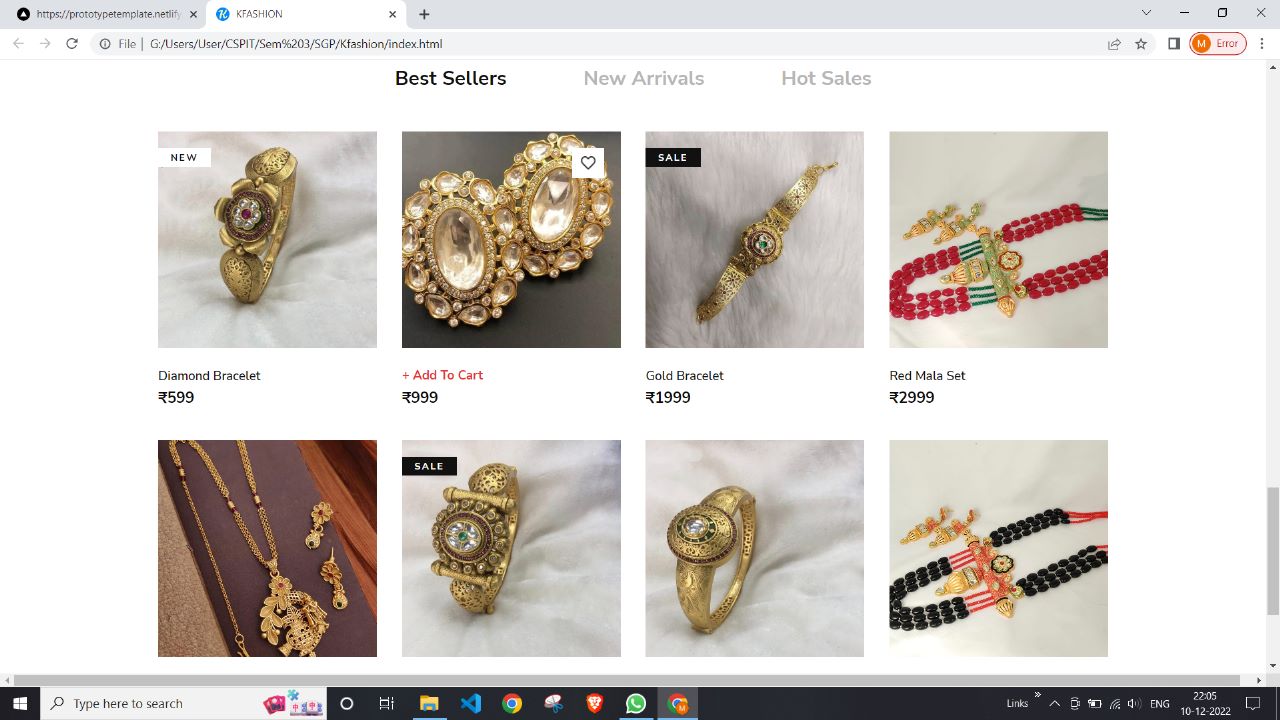 https://prototypetemplate.netlify
KFASHION
File
G:/Users/User/CSPIT/Sem%203/SGP/Kfashion/index.html
M
Error
Best Sellers
New Arrivals
Hot Sales
NEW
SALE
Diamond Bracelet
+ Add To Cart
Gold Bracelet
Red Mala Set
₹599
₹999
₹1999
₹2999
SALE
Type here to search
Links
ENG
22:05
10-12-2022